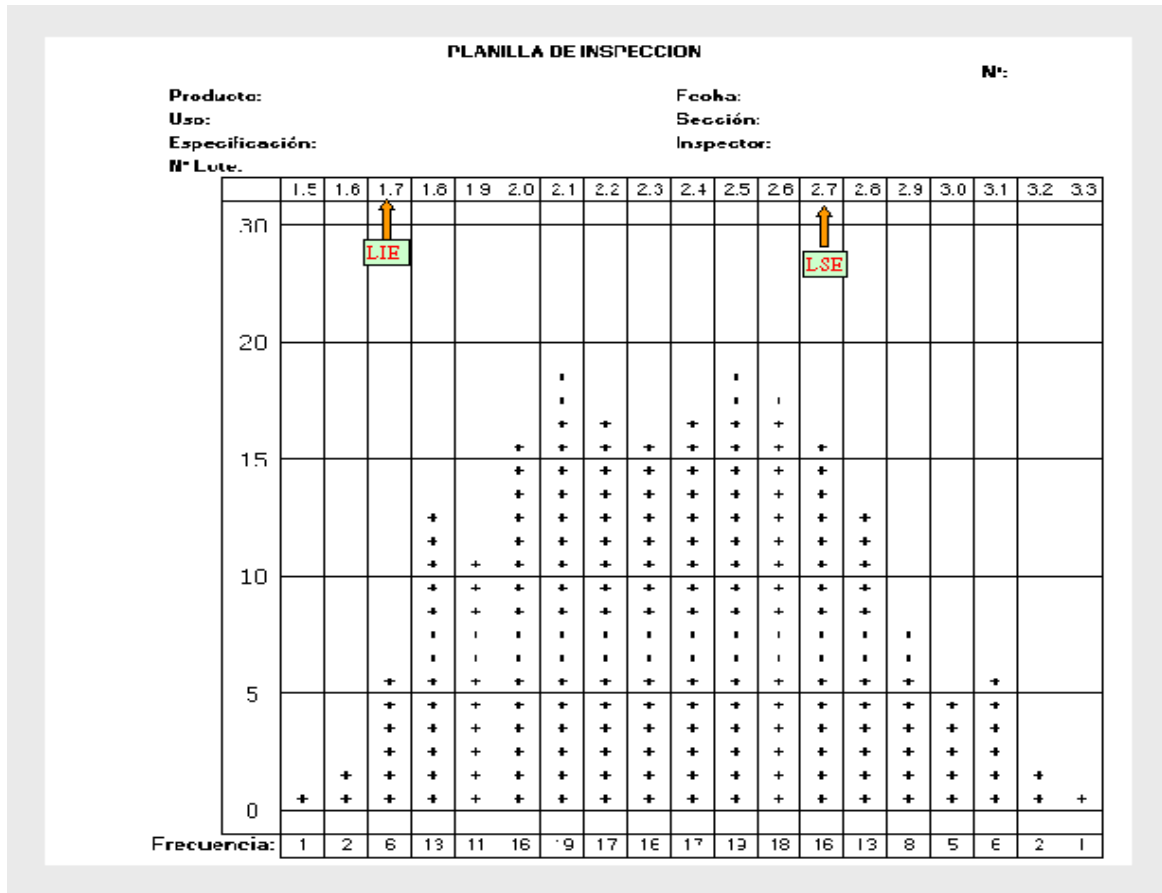 PLANILLA DE INSPECCION
Nº:
Producto: Fecha:
Uso: Sección:
Especificación: Inspector:
Nº Lote.
1.5 1.6 1.7 1.8 1.9 2.0 2.1 2.2 2.3 2.4 2.5 2.6 2.7 2.8 2.9 3.0 3.1 3.2 3.3
30
LIE
LSE
20
15
10
5
0
Frecuencia: 1 2 6 13 11 16 19 17 16 17 19 18 16 13 8 5 6 2 1